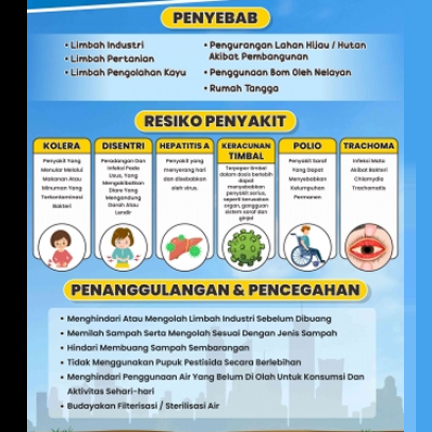 PENYEBAB
• Limbah Industri
• Limbah Pertanian
• Limbah Pengolahan Kayu
• Pengurangan Lahan Hijau / Hutan
Akibat Pembangunan
• Penggunaan Bom Oleh Nelayan
• Rumah Tangga
RESIKO PENYAKIT
KOLERA
Penyakit Yang
Menular Melalui
Makanan Atau
Minuman Yang
Terkontaminasi
Bakteri
DISENTRI
Peradangan Dan
Infeksi Pada
Usus, Yang
Mengakibatkan
Diare Yang
Mengandung
Darah Atau
Lendir
HEPATITIS A
Penyakit yang
menyerang hari
dan disebabkan
oleh virus.
KERACUNAN
TIMBAL
Terpapar timbal
dalam dosis berlebih
dapat
menyebabkan
penyakit serius,
seperti kerusakan
organ, gangguan
sistem saraf dan
ginjal
POLIO
Penyakit Saraf
Yang Dapat
Menyebabkan
Kelumpuhan
Permanen
TRACHOMA
Infeksi Mata
Akibat Bakteri
Chlamydia
Trachomatis
PENANGGULANGAN & PENCEGAHAN
• Menghindari Atau Mengolah Limbah Industri Sebelum Dibuang
• Memilah Sampah Serta Mengolah Sesuai Dengan Jenis Sampah
• Hindari Membuang Sampah Sembarangan
• Tidak Menggunakan Pupuk Pestisida Secara Berlebihan
• Menghindari Penggunaan Air Yang Belum Di Olah Untuk Konsumsi Dan
Aktivitas Sehari-hari
• Budayakan Filterisasi / Sterilisasi Air